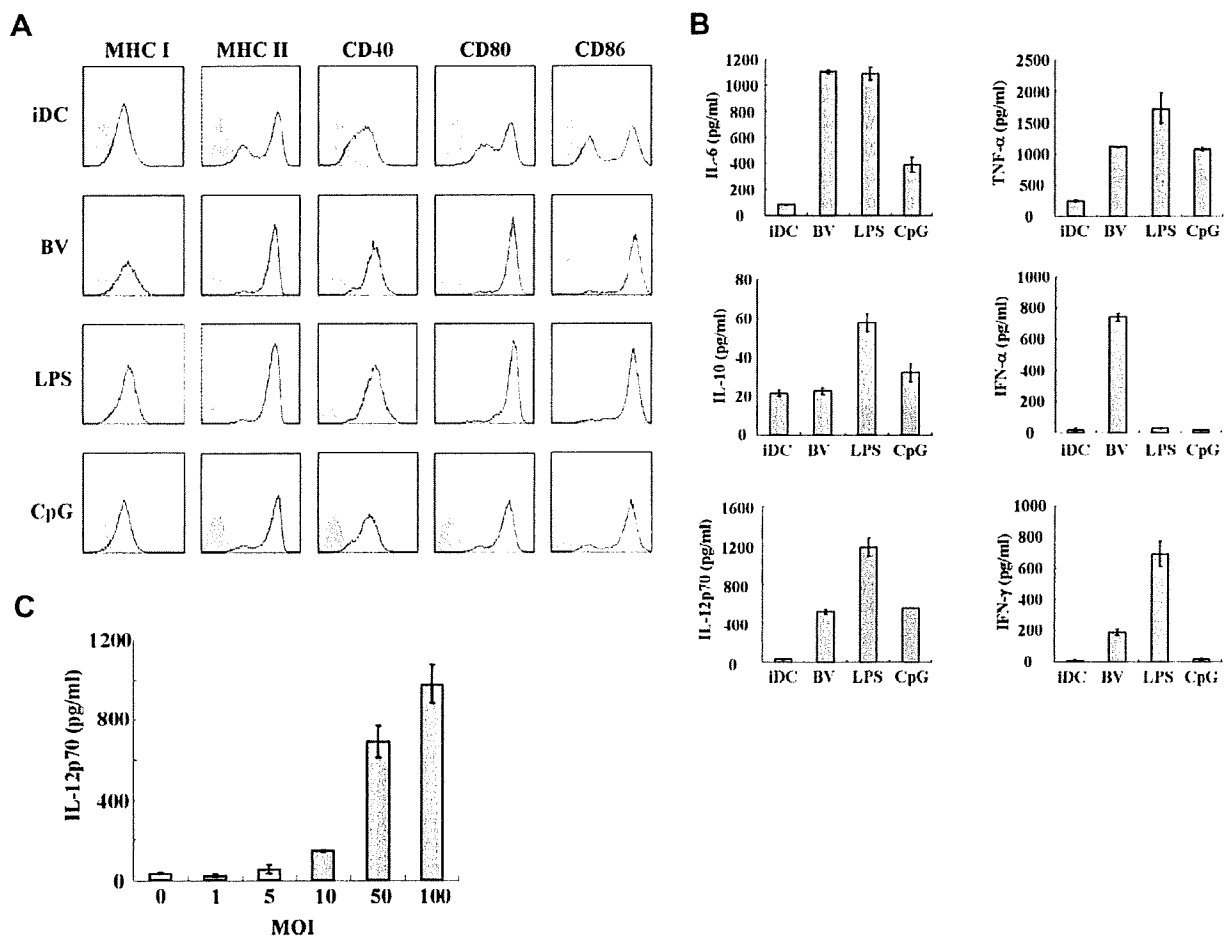 A
MHC I MHC II CD40 CD80 CD86
iDC
BV
LPS
CpG
B
IL-6 (pg/ml)
1200
1000
800
600
400
200
0
iDC BV LPS CpG
TNF-α (pg/ml)
2500
2000
1500
1000
500
0
iDC BV LPS CpG
IL-10 (pg/ml)
80
60
40
20
0
iDC BV LPS CpG
IFN-α (pg/ml)
1000
800
600
400
200
0
iDC BV LPS CpG
IL-12p70 (pg/ml)
1600
1200
800
400
0
iDC BV LPS CpG
IFN-γ (pg/ml)
1000
800
600
400
200
0
iDC BV LPS CpG
C
IL-12p70 (pg/ml)
1200
800
400
0
0 1 5 10 50 100
MOI